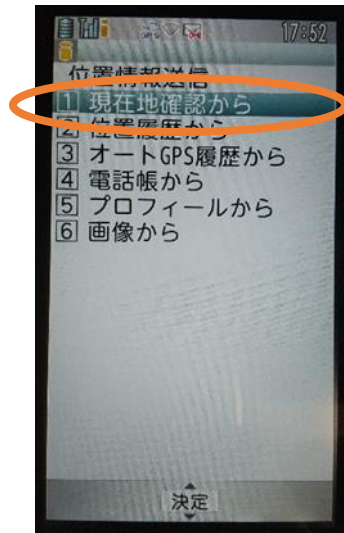 17:52
位置情報送信
1 現在地確認から
2 位置履歴から
3 オートGPS履歴から
4 電話帳から
5 プロフィールから
6 画像から
決定